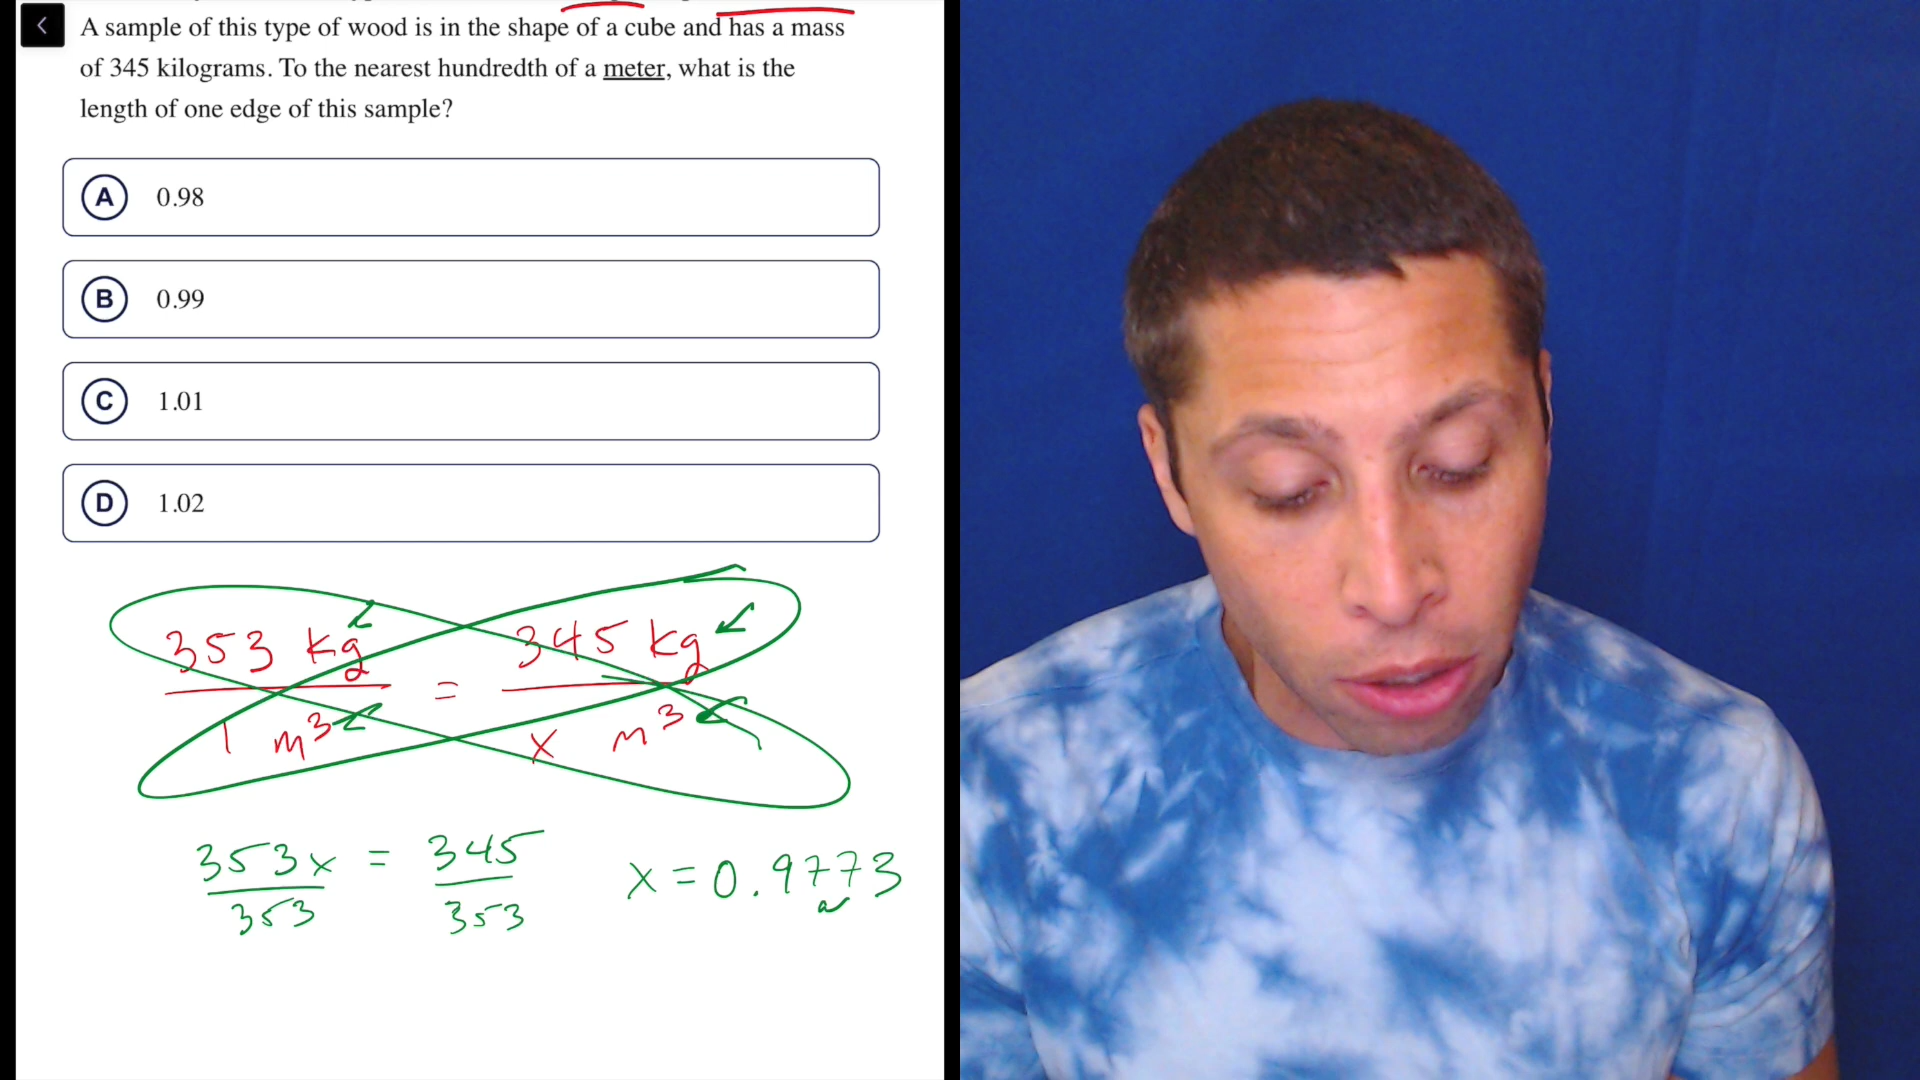 A sample of this type of wood is in the shape of a cube and has a mass
of 345 kilograms. To the nearest hundredth of a meter, what is the
length of one edge of this sample?
A 0.98
B 0.99
C 1.01
D 1.02
353 kg = 345 kg
1 m³ x m³
353x = 345 x = 0.9773
353 353